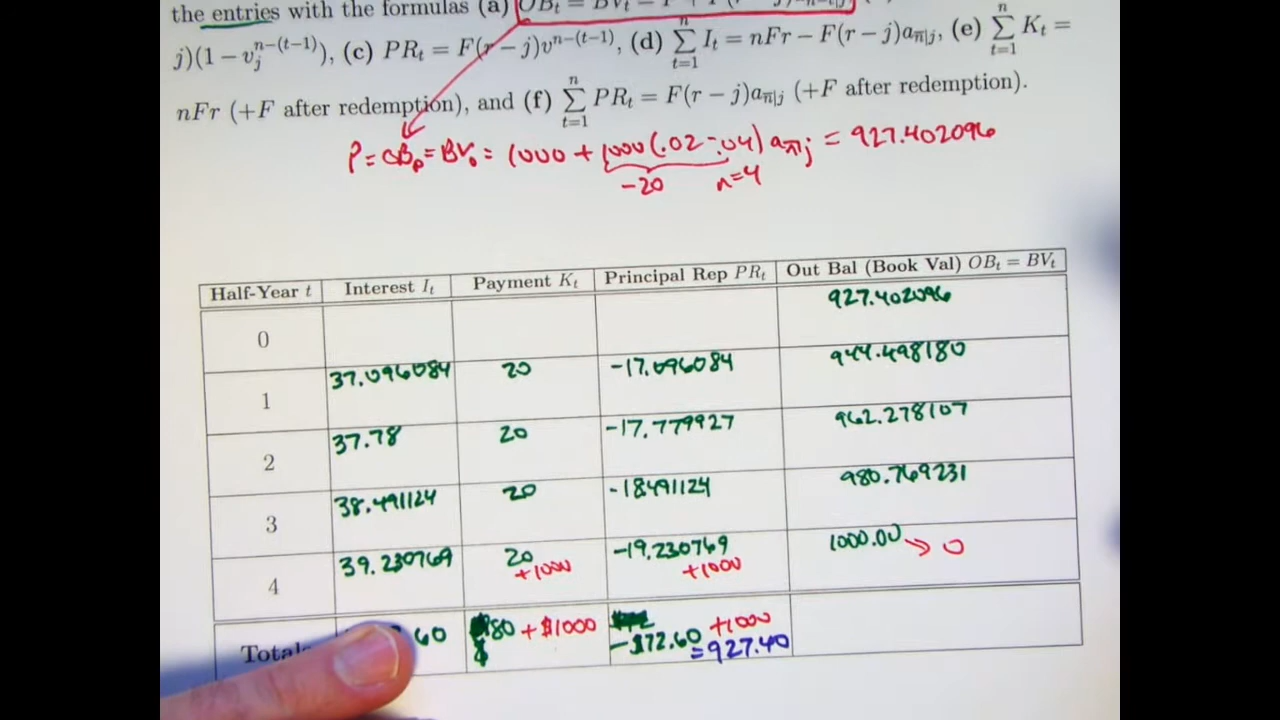 the entries with the formulas (a) OB_t = BV_t = F + F(r − j)a_{n−t|j},
j)(1 − v_j^{n−(t−1)}), (c) PR_t = F(r − j)v^{n−(t−1)}, (d) ∑_{t=1}^{n} I_t = nFr − F(r − j)a_{n|j}, (e) ∑_{t=1}^{n} K_t =
nFr (+F after redemption), and (f) ∑_{t=1}^{n} PR_t = F(r − j)a_{n|j} (+F after redemption).
P = OB_0 = BV_0 = 1000 + 1000(.02 - .04) a_{n|j} = 927.402096
-20 n=4
Half-Year t Interest I_t Payment K_t Principal Rep PR_t Out Bal (Book Val) OB_t = BV_t
0 927.402096
1 37.096084 20 -17.096084 944.498180
2 37.78 20 -17.779927 962.278107
3 38.491124 20 -18491124 980.769231
4 39.230769 20 +1000 -19.230769 +1000 1000.00 → 0
Totals 60 $80 + $1000 -$72.60 +1000
= 927.40